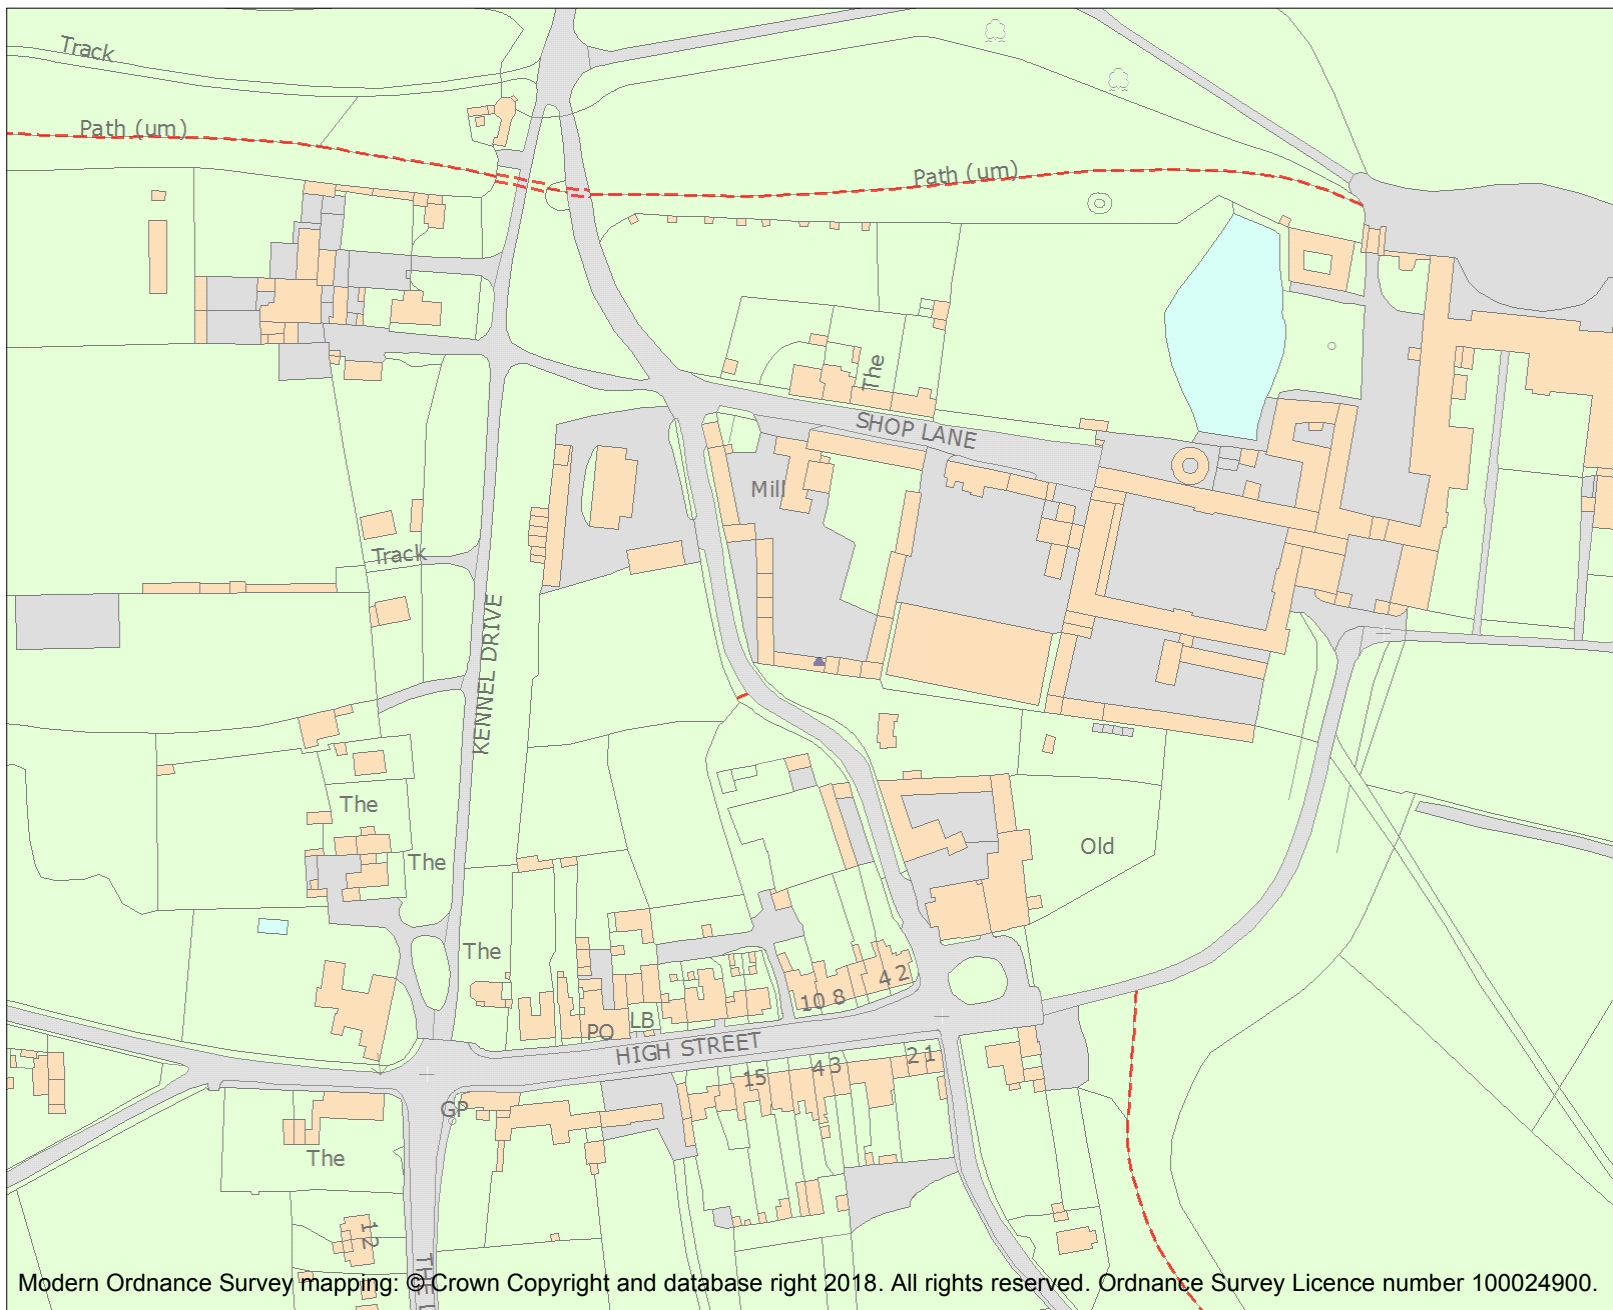 Track
Path (um)
Path (um)
The
SHOP LANE
Mill
Track
KENNEL DRIVE
The
Old
The
The
4 2
10 8
LB
PO
HIGH STREET
2 1
4 3
15
GP
The
12
THE
Modern Ordnance Survey mapping: © Crown Copyright and database right 2018. All rights reserved. Ordnance Survey Licence number 100024900.